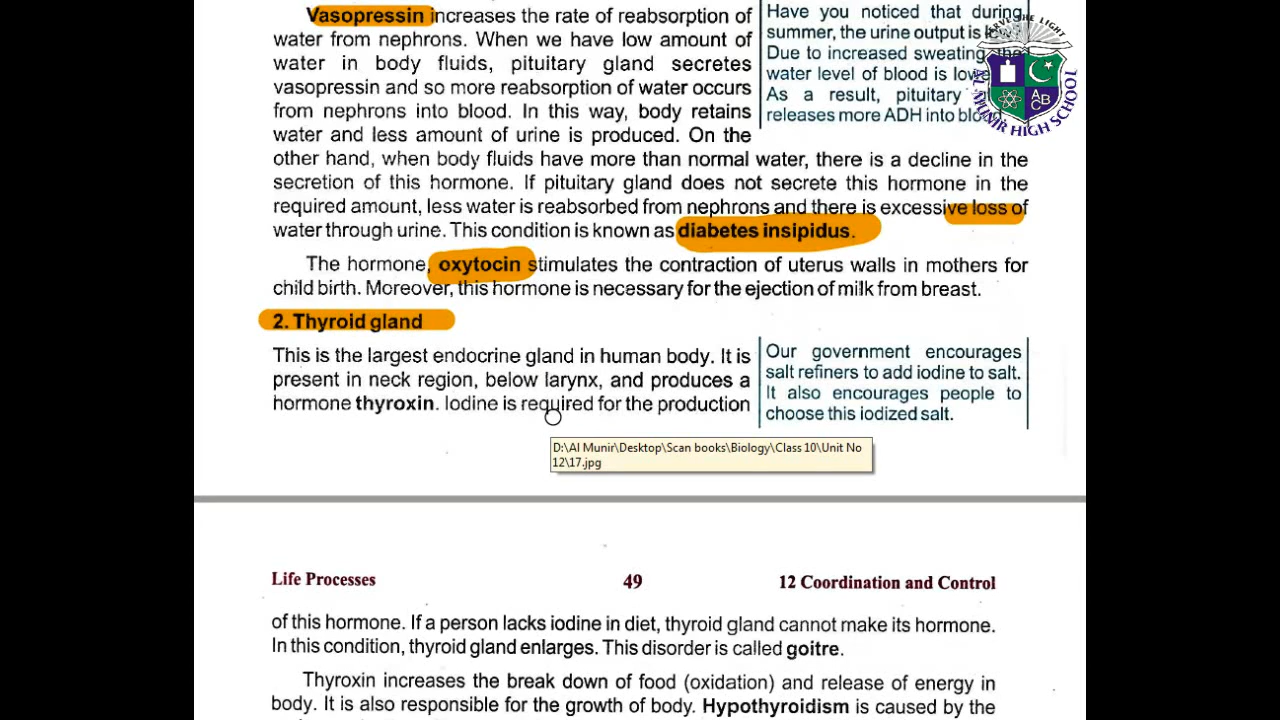 Vasopressin increases the rate of reabsorption of
water from nephrons. When we have low amount of
water in body fluids, pituitary gland secretes
vasopressin and so more reabsorption of water occurs
from nephrons into blood. In this way, body retains
water and less amount of urine is produced. On the
other hand, when body fluids have more than normal water, there is a decline in the
secretion of this hormone. If pituitary gland does not secrete this hormone in the
required amount, less water is reabsorbed from nephrons and there is excessive loss of
water through urine. This condition is known as diabetes insipidus.
Have you noticed that during
summer, the urine output is
Due to increased sweating,
water level of blood is
As a result, pituitary
releases more ADH into
THE LIGHT
AL MUNIR HIGH SCHOOL
A B C
The hormone, oxytocin stimulates the contraction of uterus walls in mothers for
child birth. Moreover, this hormone is necessary for the ejection of milk from breast.
2. Thyroid gland
This is the largest endocrine gland in human body. It is
present in neck region, below larynx, and produces a
hormone thyroxin. Iodine is required for the production
Our government encourages
salt refiners to add iodine to salt.
It also encourages people to
choose this iodized salt.
D:\Al Munir\Desktop\Scan books\Biology\Class 10\Unit No
12\17.jpg
Life Processes 49 12 Coordination and Control
of this hormone. If a person lacks iodine in diet, thyroid gland cannot make its hormone.
In this condition, thyroid gland enlarges. This disorder is called goitre.
Thyroxin increases the break down of food (oxidation) and release of energy in
body. It is also responsible for the growth of body. Hypothyroidism is caused by the